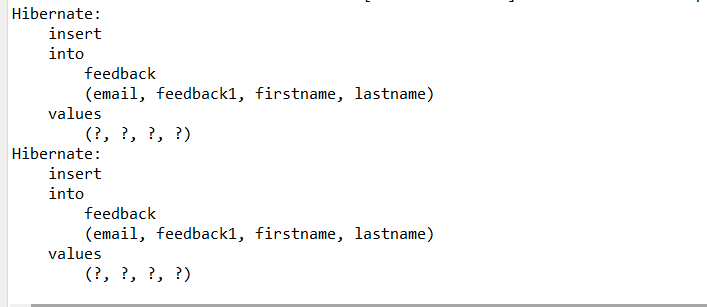 Hibernate:
    insert
    into
        feedback
        (email, feedback1, firstname, lastname)
    values
        (?, ?, ?, ?)
Hibernate:
    insert
    into
        feedback
        (email, feedback1, firstname, lastname)
    values
        (?, ?, ?, ?)